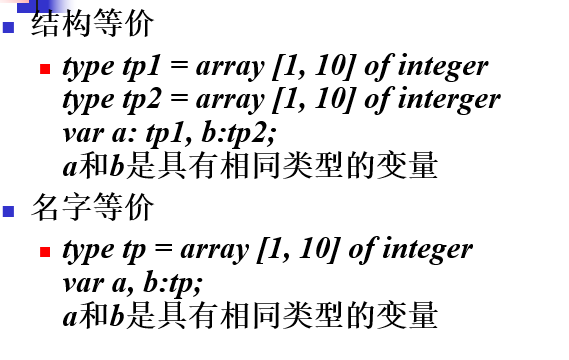 结构等价
type tp1 = array [1, 10] of integer
type tp2 = array [1, 10] of interger
var a: tp1, b:tp2;
a和b是具有相同类型的变量
名字等价
type tp = array [1, 10] of integer
var a, b:tp;
a和b是具有相同类型的变量